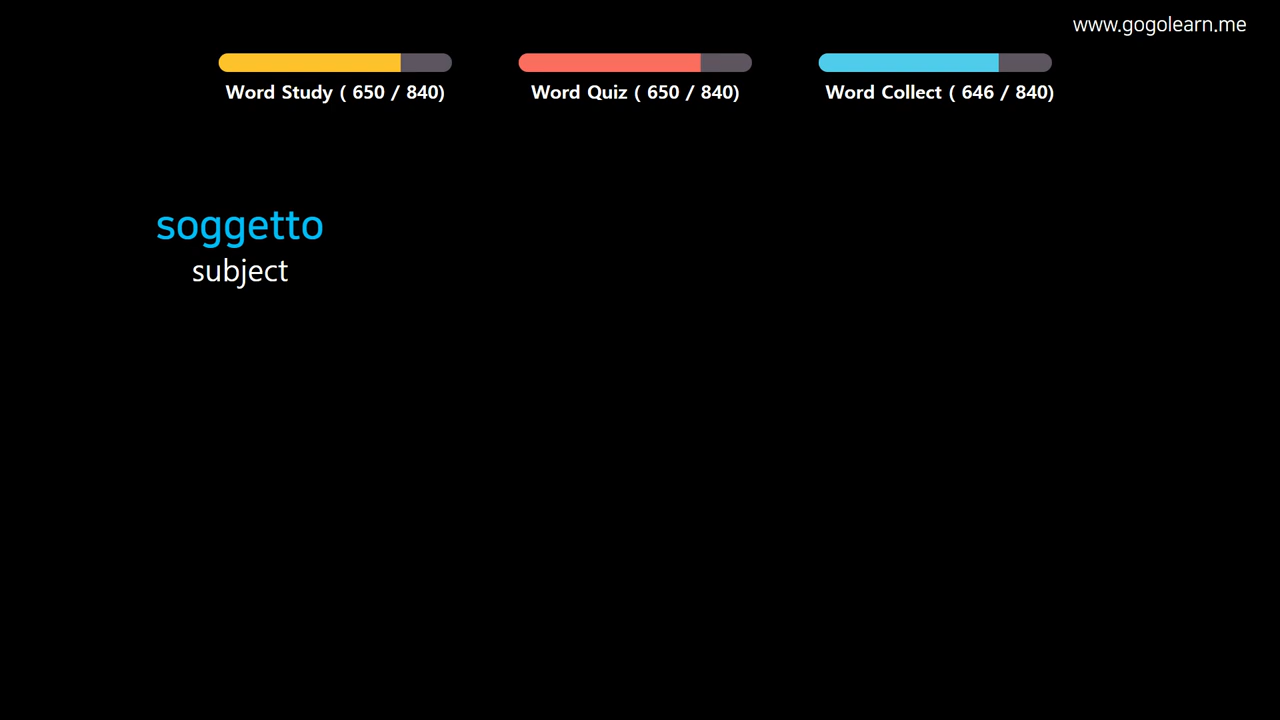 www.gogolearn.me
Word Study ( 650 / 840)
Word Quiz ( 650 / 840)
Word Collect ( 646 / 840)
soggetto
subject